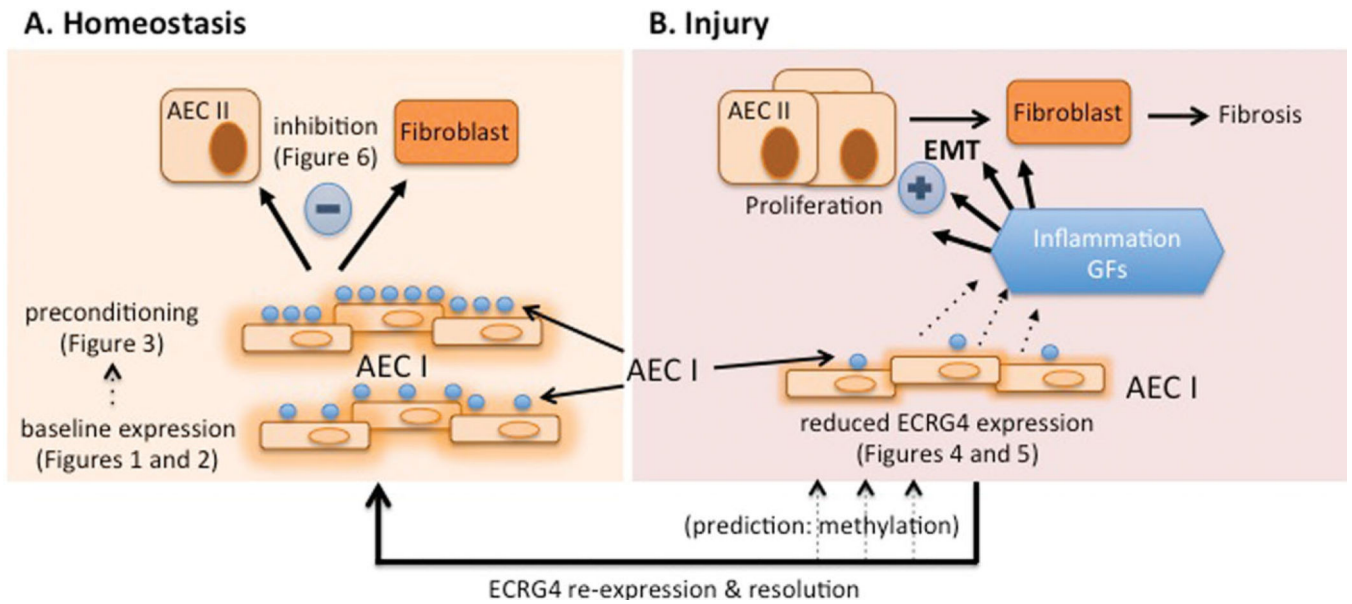 A. Homeostasis
AEC II
inhibition
(Figure 6)
Fibroblast
preconditioning
(Figure 3)
AEC I
baseline expression
(Figures 1 and 2)
AEC I
B. Injury
AEC II
Proliferation
EMT
Fibroblast
Fibrosis
Inflammation
GFs
AEC I
reduced ECRG4 expression
(Figures 4 and 5)
(prediction: methylation)
ECRG4 re-expression & resolution